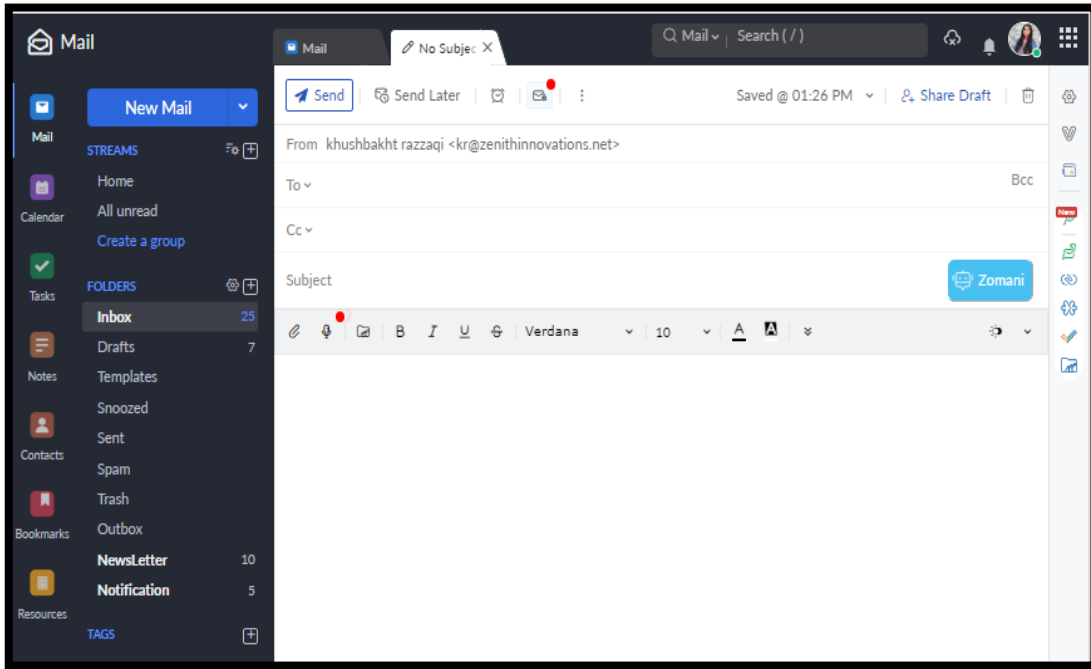 Mail
Mail
No Subjec
Mail
Search ( / )
Mail
Calendar
Tasks
Notes
Contacts
Bookmarks
Resources
New Mail
STREAMS
Home
All unread
Create a group
FOLDERS
Inbox 25
Drafts 7
Templates
Snoozed
Sent
Spam
Trash
Outbox
NewsLetter 10
Notification 5
TAGS
Send
Send Later
Saved @ 01:26 PM
Share Draft
From khushbakht razzaqi <kr@zenithinnovations.net>
To
Bcc
Cc
Subject
Zomani
B I U S Verdana 10 A A
New